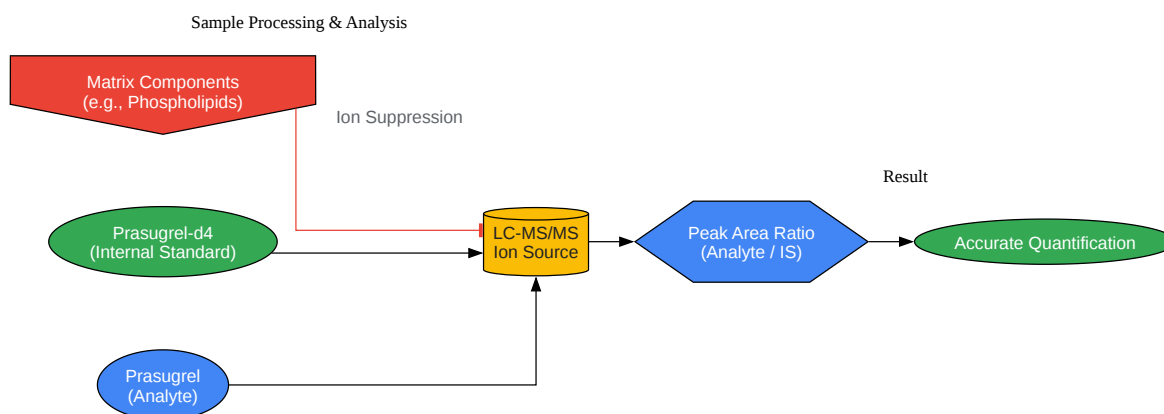 Sample Processing & Analysis
Matrix Components
(e.g., Phospholipids)
Ion Suppression
Result
Prasugrel-d4
(Internal Standard)
LC-MS/MS
Ion Source
Peak Area Ratio
(Analyte / IS)
Accurate Quantification
Prasugrel
(Analyte)